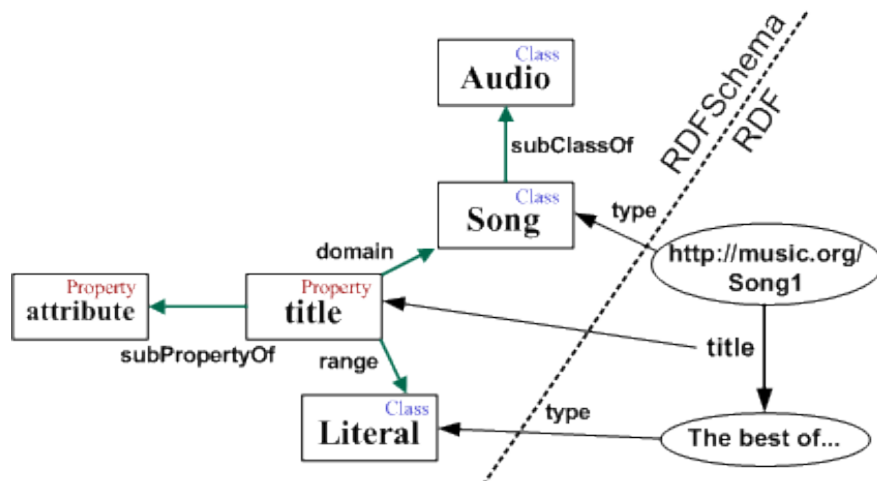 Class
Audio
subClassOf
RDFSchema
RDF
Class
Song
type
domain
http://music.org/
Song1
Property
attribute
Property
title
subPropertyOf
range
title
Class
Literal
type
The best of...